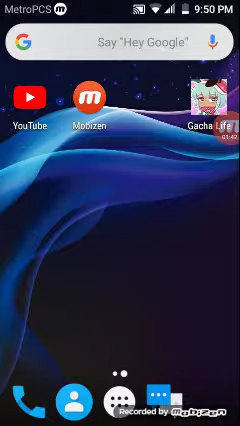 MetroPCS
9:50 PM
Say "Hey Google"
YouTube
Mobizen
Gacha Life
01:42
Recorded by Mobizen